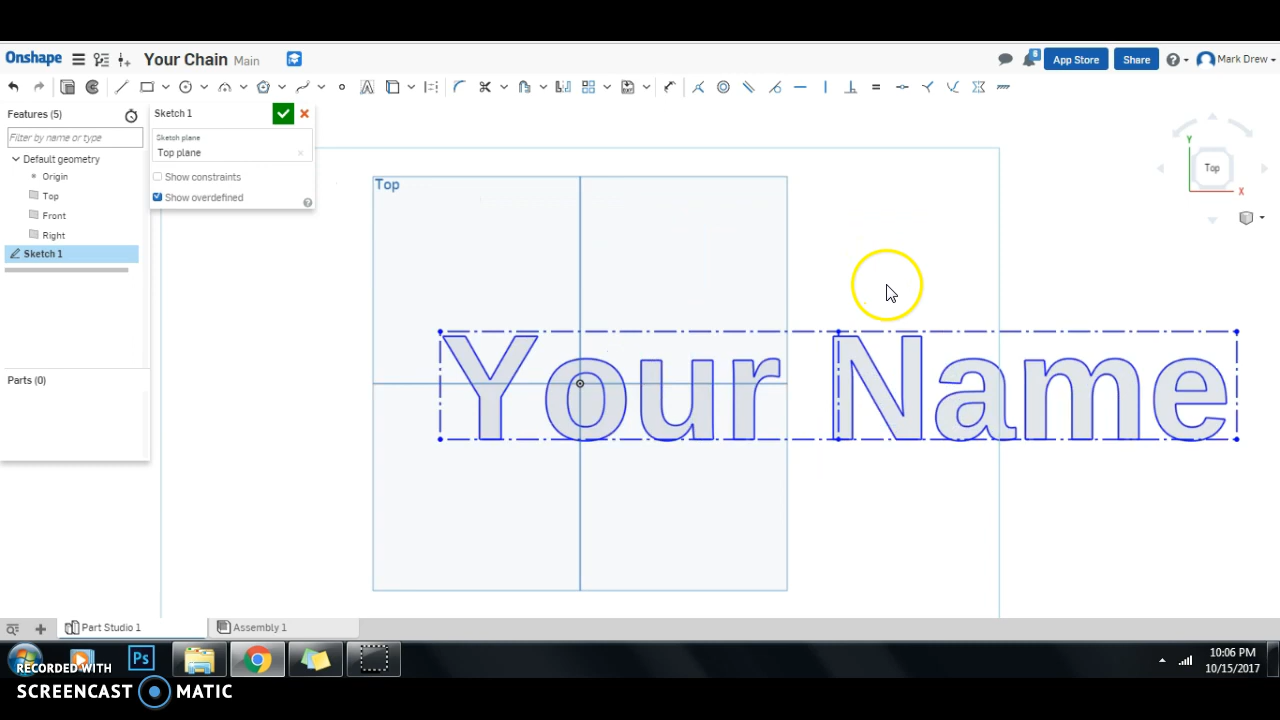 Onshape Your Chain Main App Store Share Mark Drew
Features (5) Sketch 1
Filter by name or type Sketch plane
Top plane
Default geometry
Origin Show constraints
Top Show overdefined
Front
Right
Sketch 1
Parts (0)
Top
Y
Top
X
Your Name
Part Studio 1 Assembly 1
Ps
10:06 PM
10/15/2017
RECORDED WITH
SCREENCAST MATIC